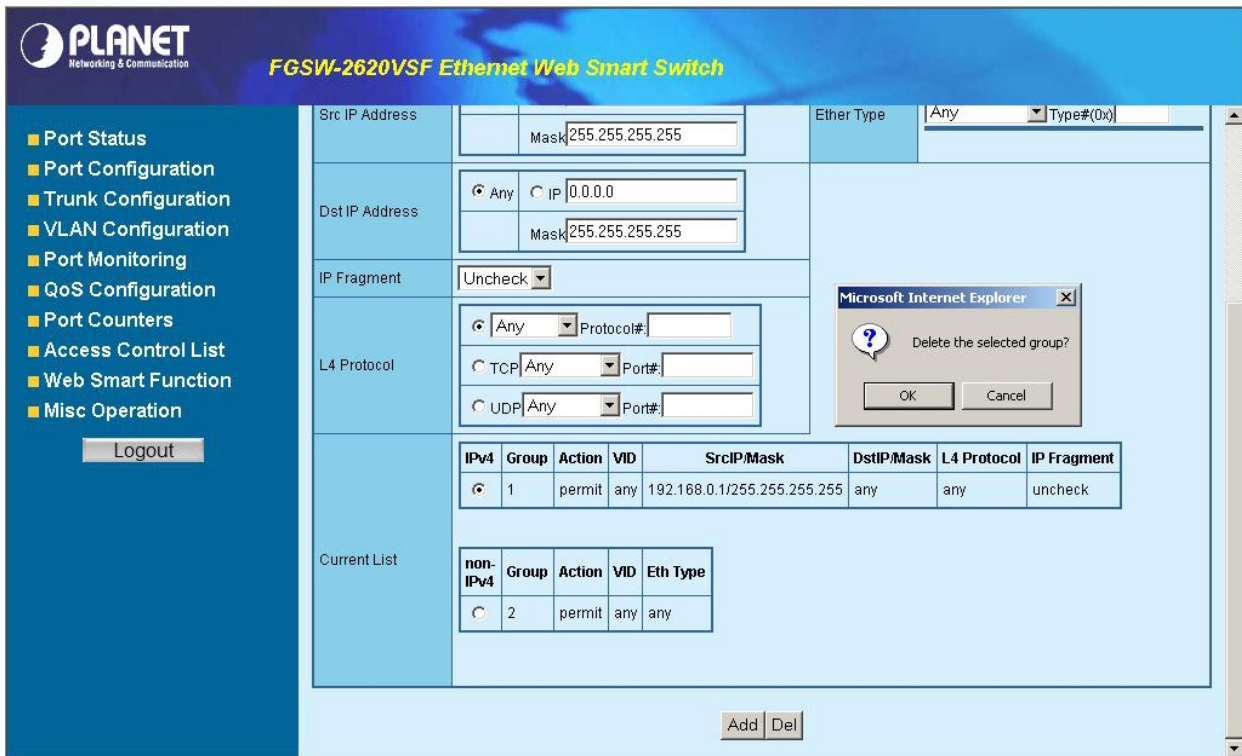 PLANET
Networking & Communication
FGSW-2620VSF Ethernet Web Smart Switch
Port Status
Port Configuration
Trunk Configuration
VLAN Configuration
Port Monitoring
QoS Configuration
Port Counters
Access Control List
Web Smart Function
Misc Operation
Logout
Src IP Address
Mask 255.255.255.255
Ether Type Any Type#(0x)
Dst IP Address
Any IP 0.0.0.0
Mask 255.255.255.255
IP Fragment Uncheck
L4 Protocol
Any Protocol#:
TCP Any Port#:
UDP Any Port#:
Microsoft Internet Explorer
Delete the selected group?
OK Cancel
Current List
IPv4 Group Action VID SrcIP/Mask DstIP/Mask L4 Protocol IP Fragment
1 permit any 192.168.0.1/255.255.255.255 any any uncheck
non-IPv4 Group Action VID Eth Type
2 permit any any
Add Del